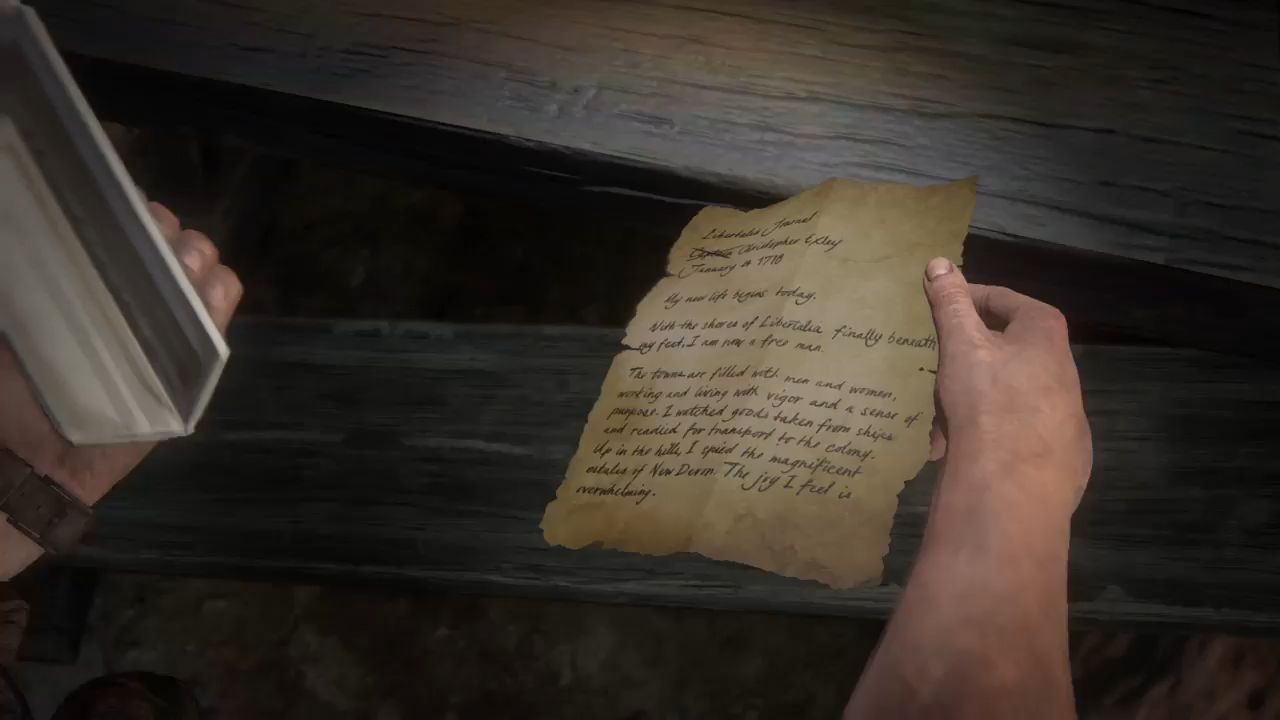 Libertalia Journal
Captain Christopher Exley
January 14 1718
My new life begins today.
With the shores of Libertalia finally beneath
my feet, I am now a free man.
The towns are filled with men and women,
working and living with vigor and a sense of
purpose. I watched goods taken from ships
and readied for transport to the colony.
Up in the hills, I spied the magnificent
estates of New Devon. The joy I feel is
overwhelming.